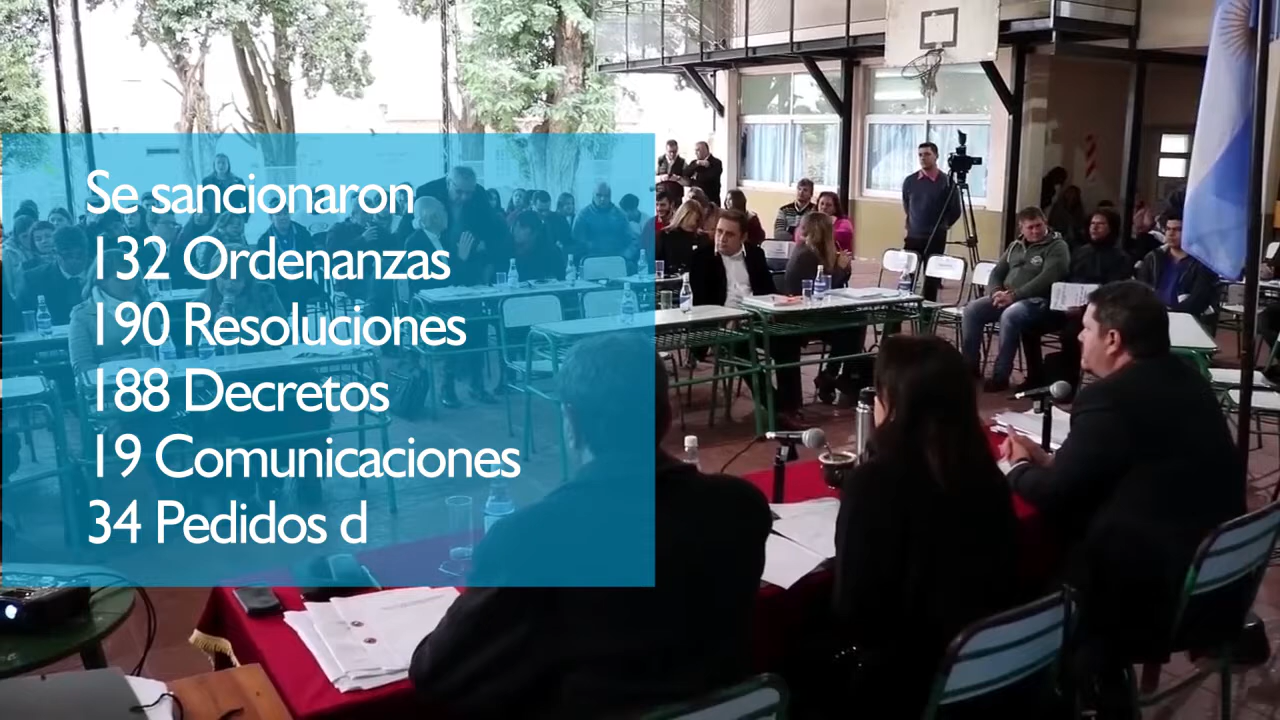 Se sancionaron
132 Ordenanzas
190 Resoluciones
188 Decretos
19 Comunicaciones
34 Pedidos d